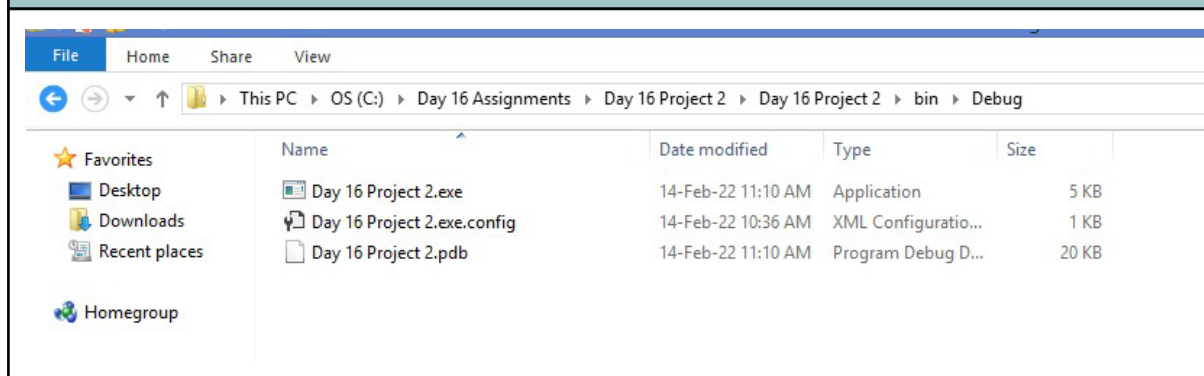 File Home Share View
This PC OS (C:) Day 16 Assignments Day 16 Project 2 Day 16 Project 2 bin Debug
Favorites
Desktop
Downloads
Recent places
Homegroup
Name Date modified Type Size
Day 16 Project 2.exe 14-Feb-22 11:10 AM Application 5 KB
Day 16 Project 2.exe.config 14-Feb-22 10:36 AM XML Configuratio... 1 KB
Day 16 Project 2.pdb 14-Feb-22 11:10 AM Program Debug D... 20 KB